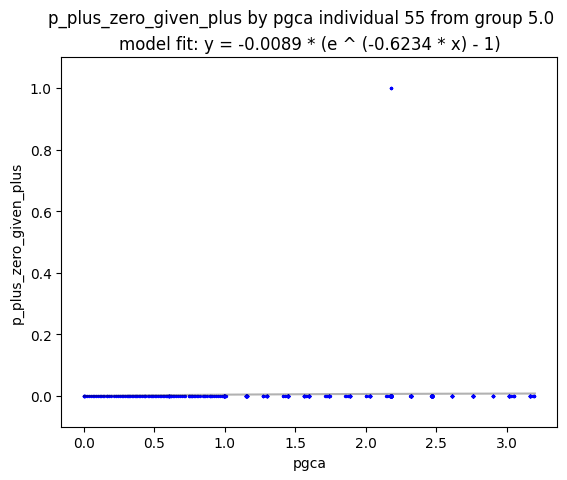 p_plus_zero_given_plus by pgca individual 55 from group 5.0
model fit: y = -0.0089 * (e ^ (-0.6234 * x) - 1)
1.0
0.8
0.6
0.4
0.2
0.0
p_plus_zero_given_plus
0.0 0.5 1.0 1.5 2.0 2.5 3.0
pgca